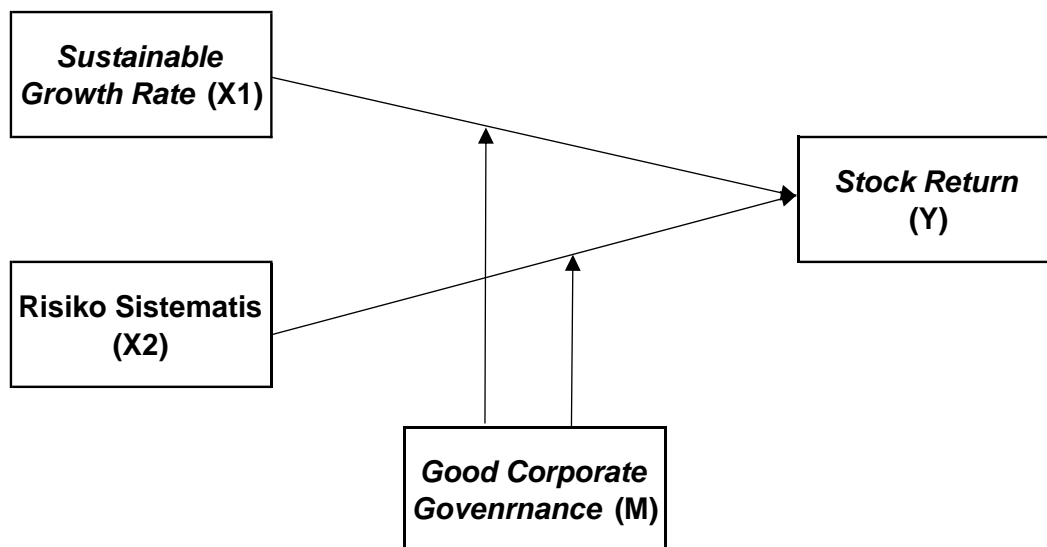 Sustainable
Growth Rate (X1)
Stock Return
(Y)
Risiko Sistematis
(X2)
Good Corporate
Govenrnance (M)